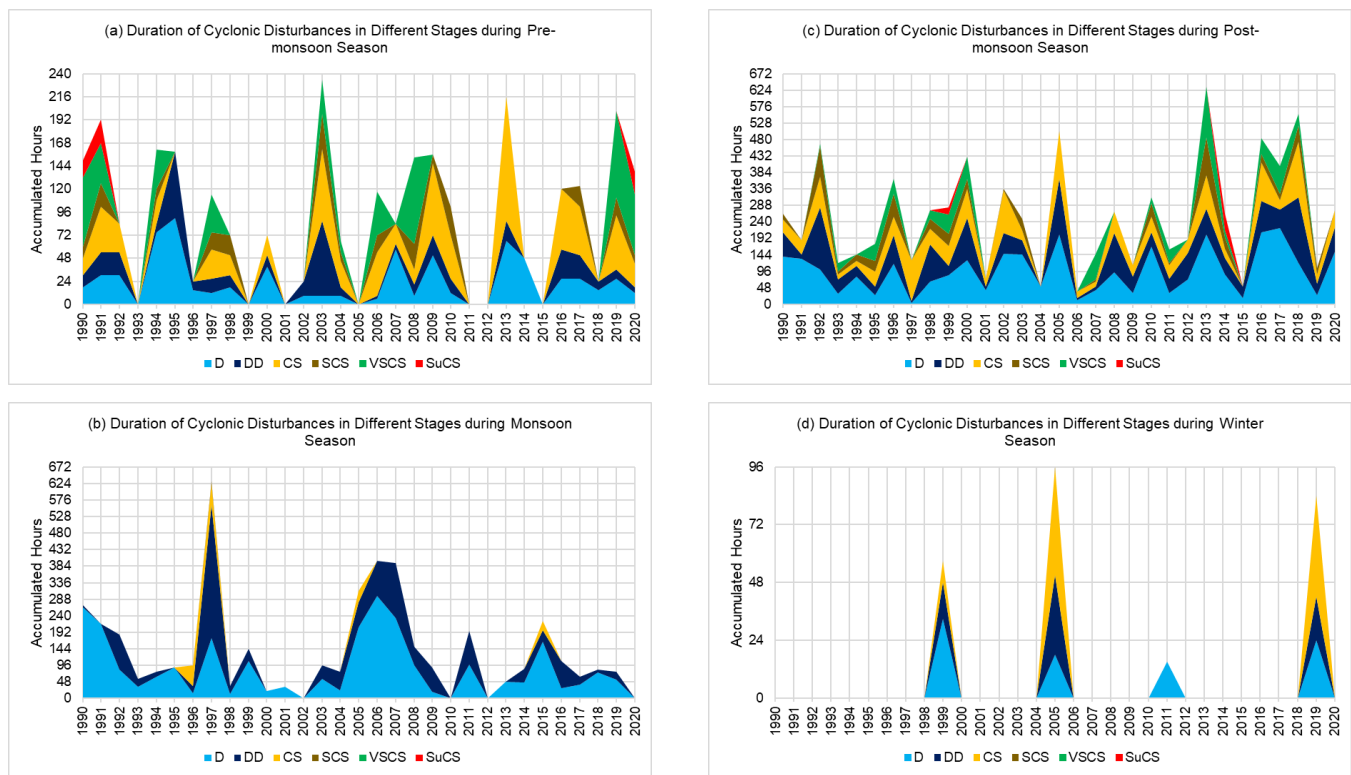 (a) Duration of Cyclonic Disturbances in Different Stages during Pre-
monsoon Season
Accumulated Hours
240
216
192
168
144
120
96
72
48
24
0
1990 1991 1992 1993 1994 1995 1996 1997 1998 1999 2000 2001 2002 2003 2004 2005 2006 2007 2008 2009 2010 2011 2012 2013 2014 2015 2016 2017 2018 2019 2020
D DD CS SCS VSCS SuCS
(c) Duration of Cyclonic Disturbances in Different Stages during Post-
monsoon Season
Accumulated Hours
672
624
576
528
480
432
384
336
288
240
192
144
96
48
0
1990 1991 1992 1993 1994 1995 1996 1997 1998 1999 2000 2001 2002 2003 2004 2005 2006 2007 2008 2009 2010 2011 2012 2013 2014 2015 2016 2017 2018 2019 2020
D DD CS SCS VSCS SuCS
(b) Duration of Cyclonic Disturbances in Different Stages during Monsoon
Season
Accumulated Hours
672
624
576
528
480
432
384
336
288
240
192
144
96
48
0
1990 1991 1992 1993 1994 1995 1996 1997 1998 1999 2000 2001 2002 2003 2004 2005 2006 2007 2008 2009 2010 2011 2012 2013 2014 2015 2016 2017 2018 2019 2020
D DD CS SCS VSCS SuCS
(d) Duration of Cyclonic Disturbances in Different Stages during Winter
Season
Accumulated Hours
96
72
48
24
0
1990 1991 1992 1993 1994 1995 1996 1997 1998 1999 2000 2001 2002 2003 2004 2005 2006 2007 2008 2009 2010 2011 2012 2013 2014 2015 2016 2017 2018 2019 2020
D DD CS SCS VSCS SuCS